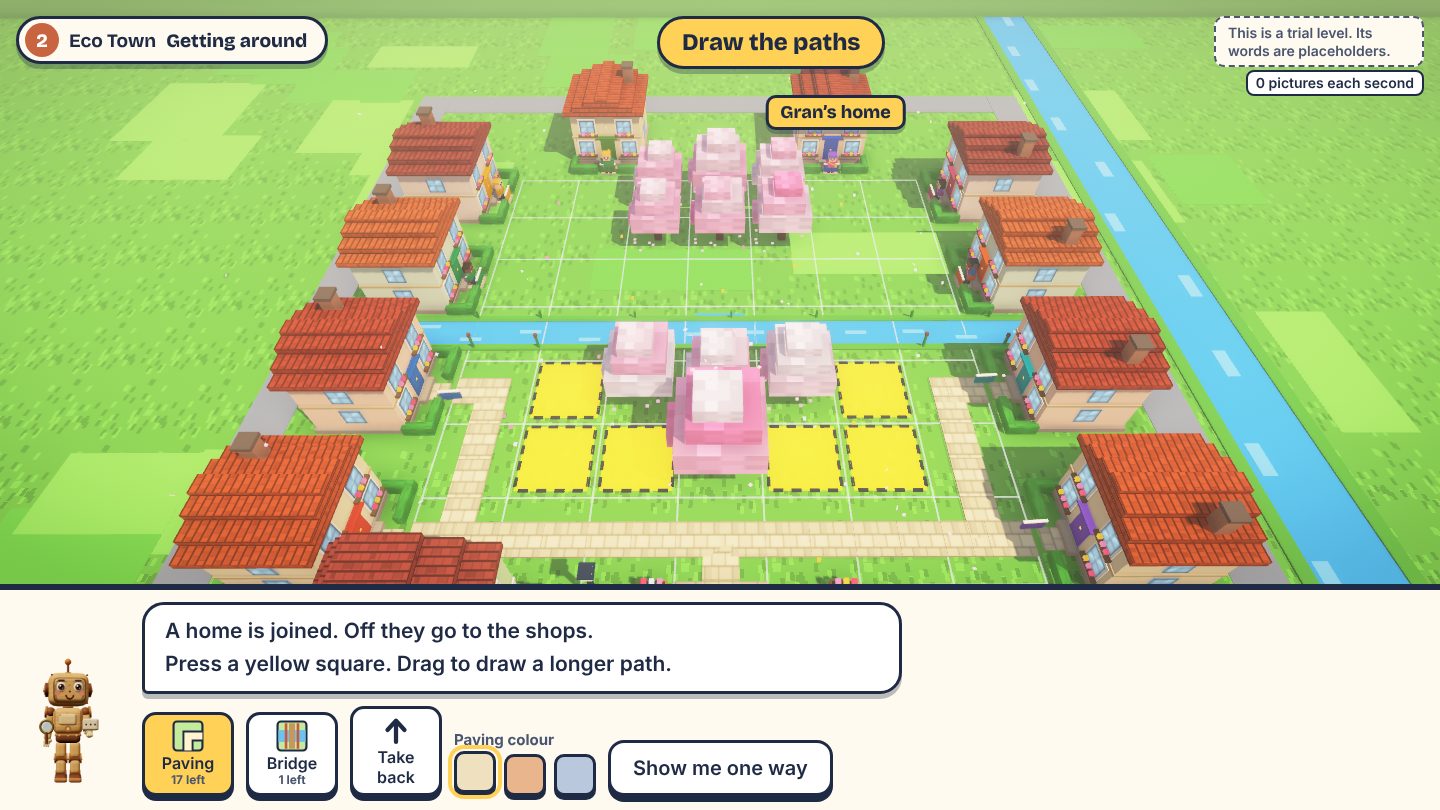 2 Eco Town Getting around
Draw the paths
This is a trial level. Its
words are placeholders.
0 pictures each second
Gran's home
A home is joined. Off they go to the shops.
Press a yellow square. Drag to draw a longer path.
Paving
17 left
Bridge
1 left
Take
back
Paving colour
Show me one way